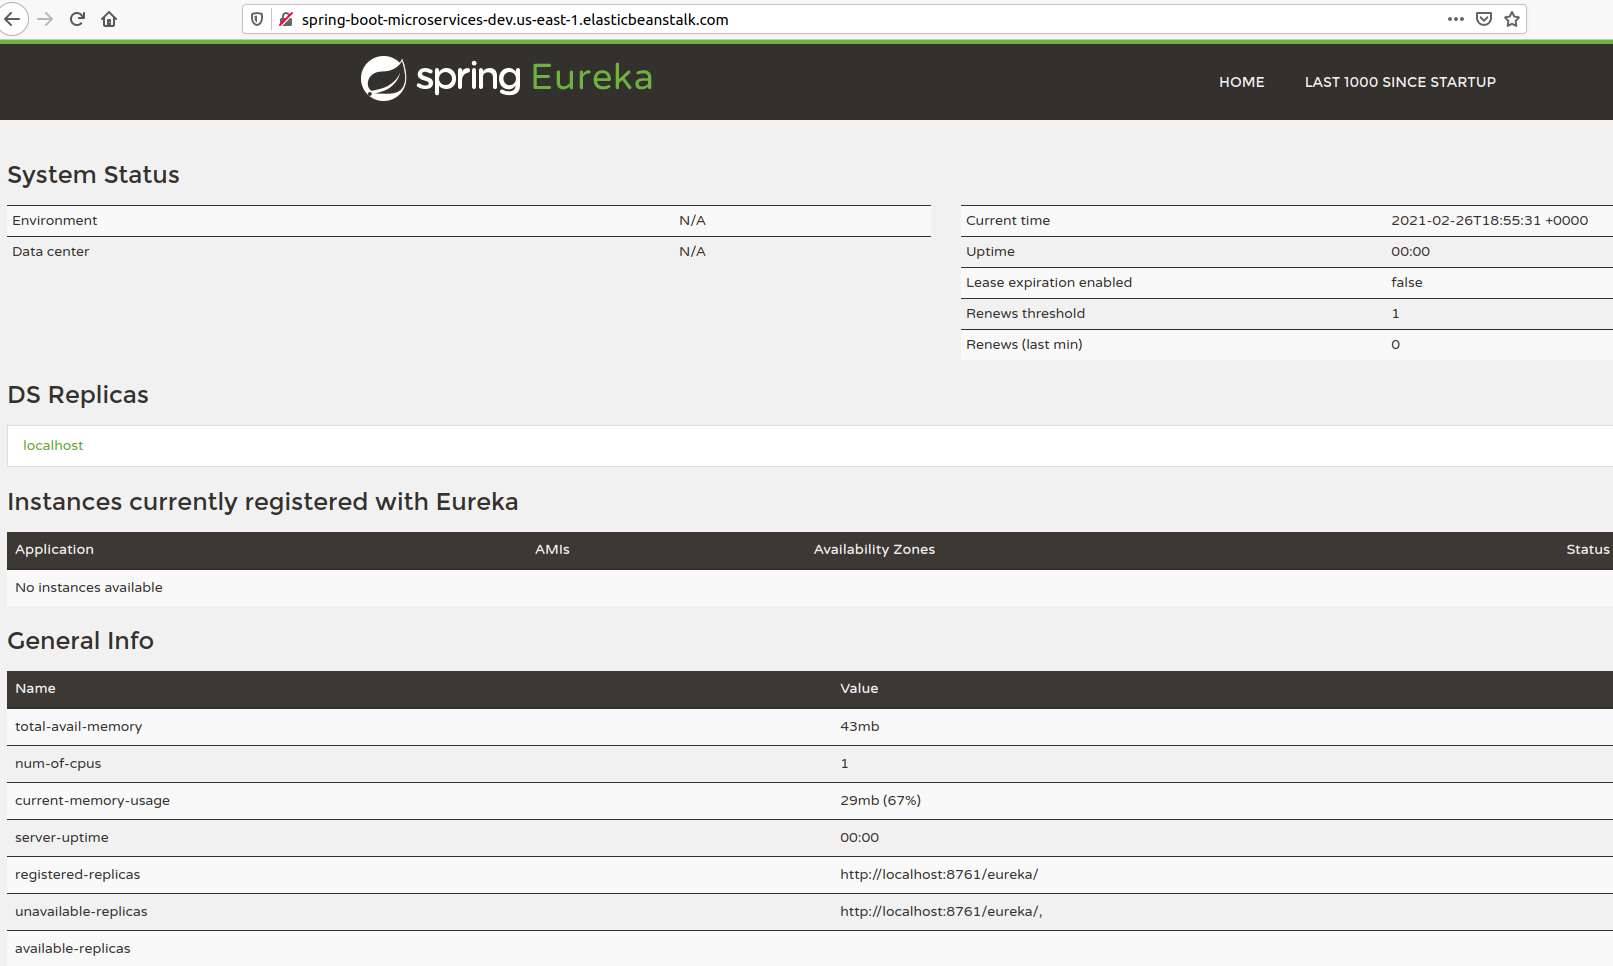 spring-boot-microservices-dev.us-east-1.elasticbeanstalk.com
spring Eureka
HOME LAST 1000 SINCE STARTUP
System Status
Environment N/A
Data center N/A
Current time 2021-02-26T18:55:31 +0000
Uptime 00:00
Lease expiration enabled false
Renews threshold 1
Renews (last min) 0
DS Replicas
localhost
Instances currently registered with Eureka
Application AMIs Availability Zones Status
No instances available
General Info
Name Value
total-avail-memory 43mb
num-of-cpus 1
current-memory-usage 29mb (67%)
server-uptime 00:00
registered-replicas http://localhost:8761/eureka/
unavailable-replicas http://localhost:8761/eureka/,
available-replicas